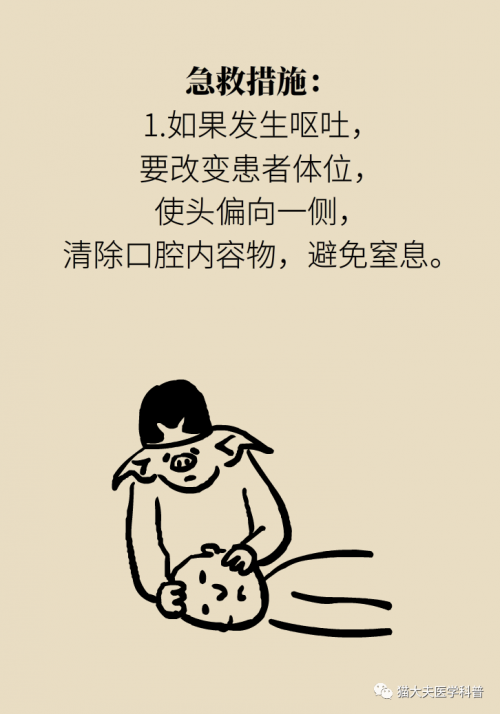 急救措施：
1.如果发生呕吐，
要改变患者体位，
使头偏向一侧，
清除口腔内容物，避免窒息。
猫大夫医学科普